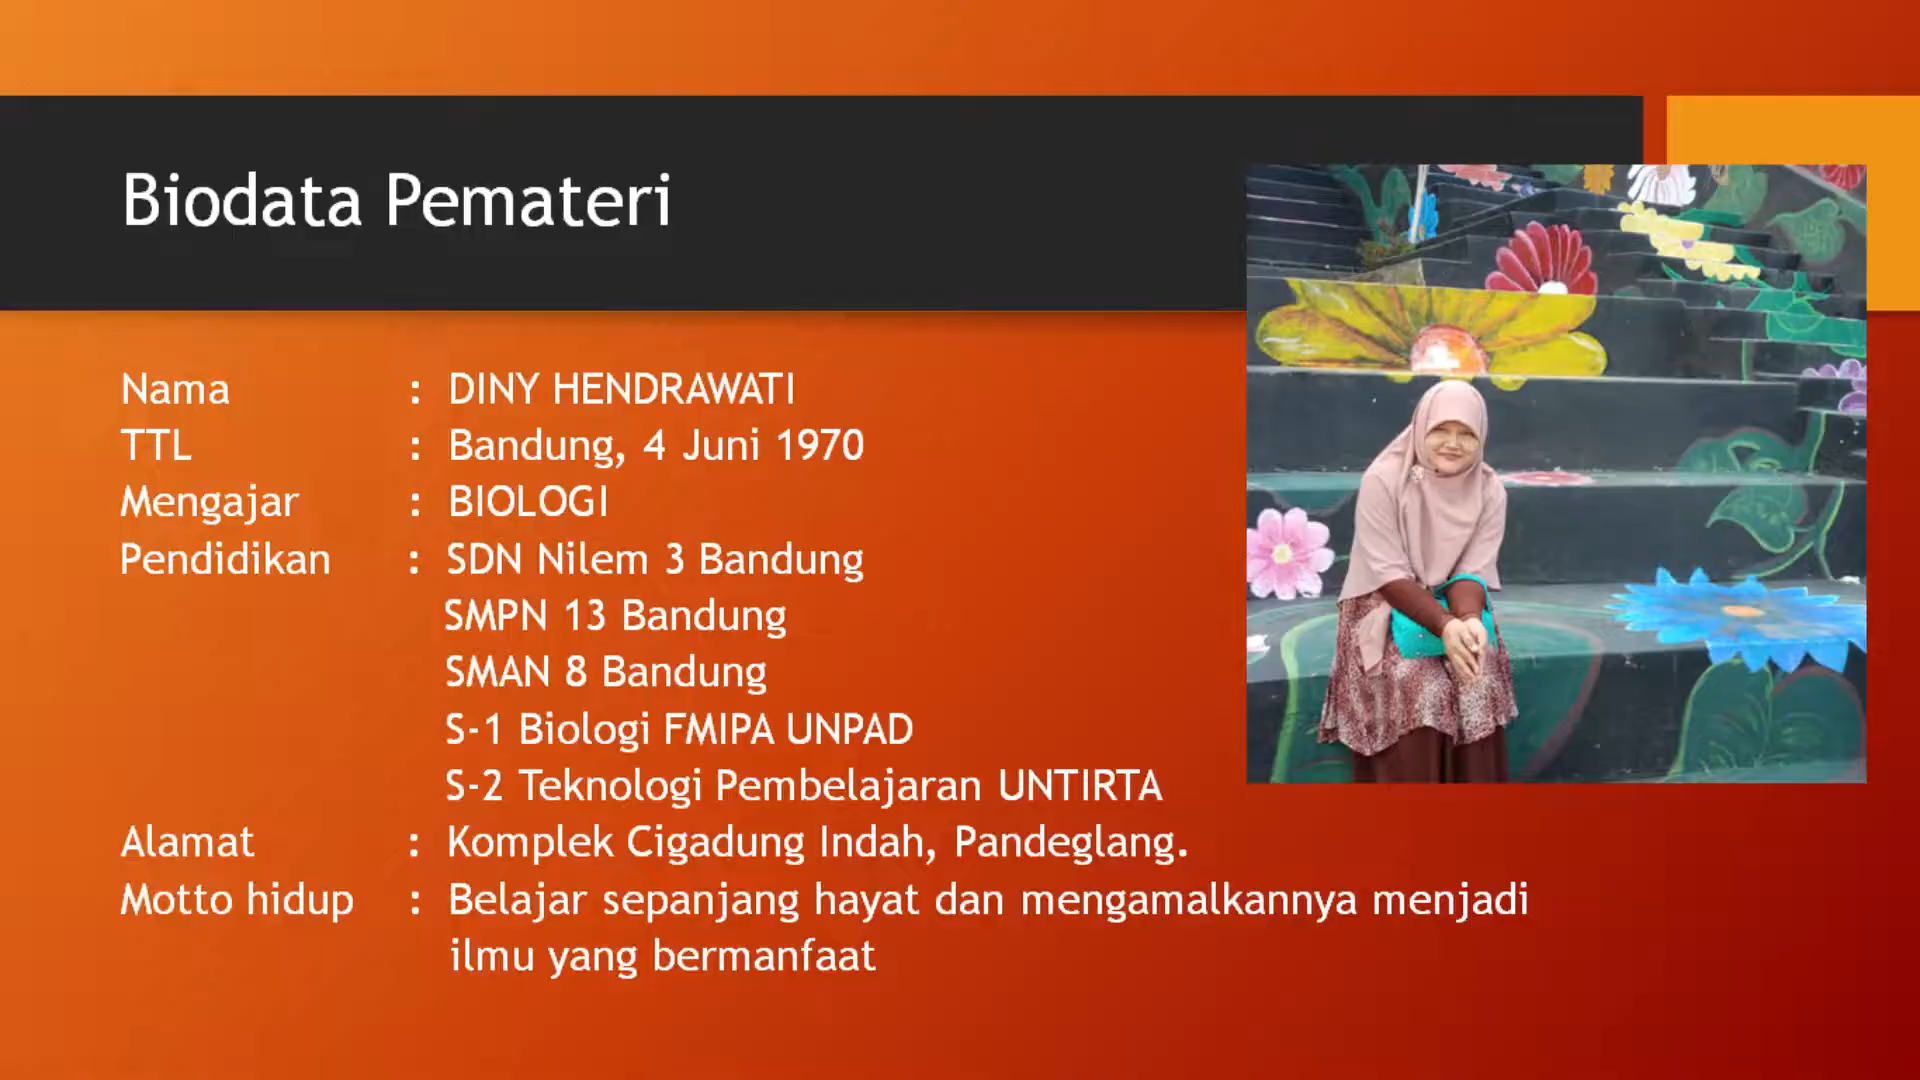 Biodata Pemateri
Nama : DINY HENDRAWATI
TTL : Bandung, 4 Juni 1970
Mengajar : BIOLOGI
Pendidikan : SDN Nilem 3 Bandung
SMPN 13 Bandung
SMAN 8 Bandung
S-1 Biologi FMIPA UNPAD
S-2 Teknologi Pembelajaran UNTIRTA
Alamat : Komplek Cigadung Indah, Pandeglang.
Motto hidup : Belajar sepanjang hayat dan mengamalkannya menjadi
ilmu yang bermanfaat